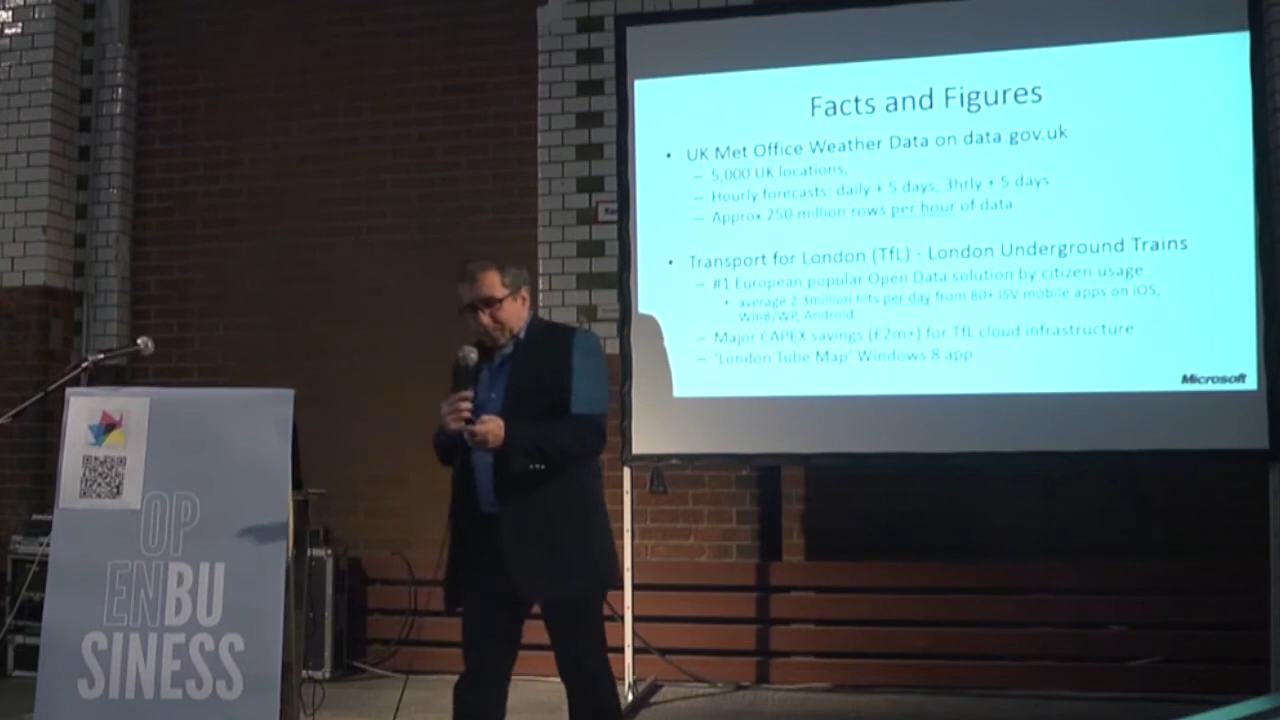 Facts and Figures
• UK Met Office Weather Data on data.gov.uk
– 5,000 UK locations,
– Hourly forecasts: daily + 5 days, 3hrly + 5 days
– Approx 250 million rows per hour of data
• Transport for London (TfL) - London Underground Trains
– #1 European popular Open Data solution by citizen usage
• average 2.3million hits per day from 80+ ISV mobile apps on iOS,
Win8/WP, Android
– Major CAPEX savings (£2m+) for TfL cloud infrastructure
– 'London Tube Map' Windows 8 app
Microsoft
OP
ENBU
SINESS